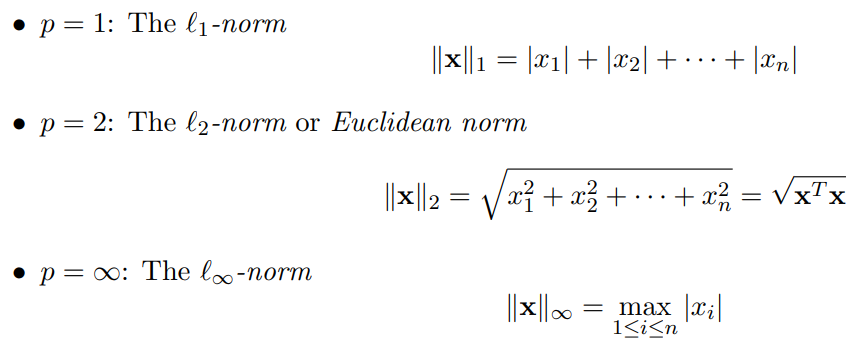 • p = 1: The ℓ₁-norm
‖x‖₁ = |x₁| + |x₂| + · · · + |xₙ|
• p = 2: The ℓ₂-norm or Euclidean norm
‖x‖₂ = √(x₁² + x₂² + · · · + xₙ²) = √(xᵀx)
• p = ∞: The ℓ∞-norm
‖x‖∞ = max |xᵢ|
1≤i≤n